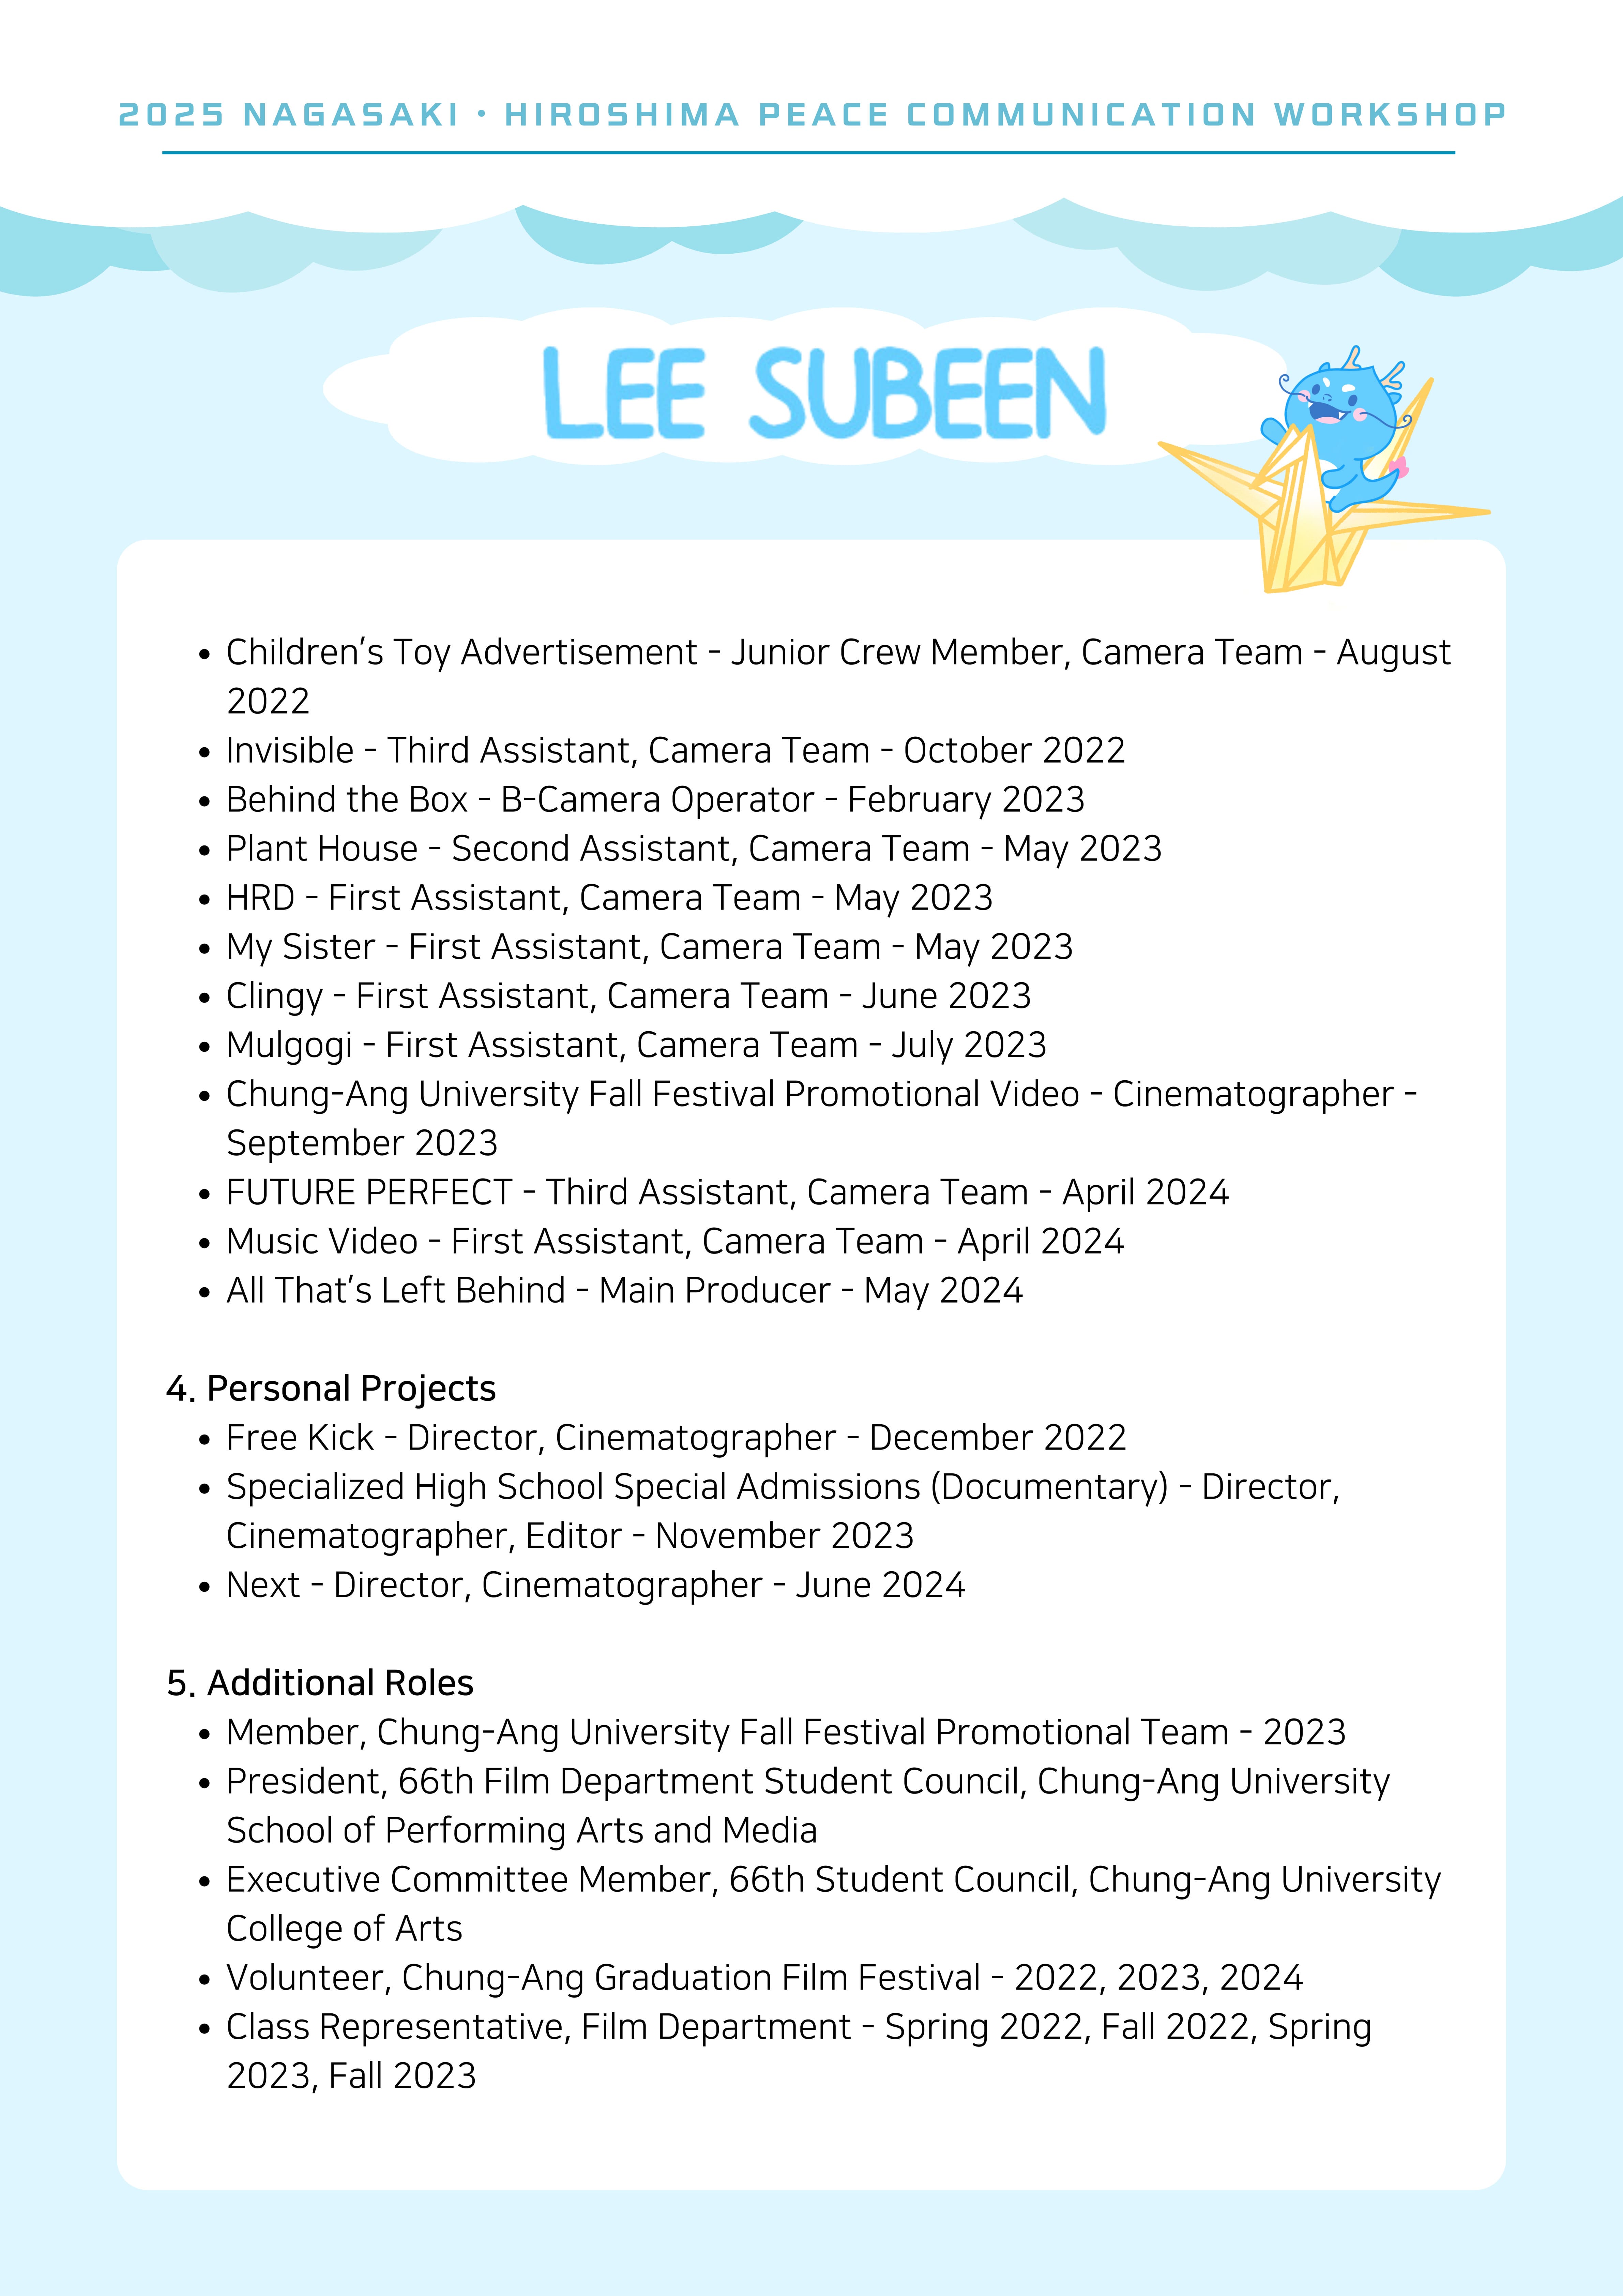 2025 NAGASAKI • HIROSHIMA PEACE COMMUNICATION WORKSHOP
LEE SUBEEN
• Children's Toy Advertisement - Junior Crew Member, Camera Team - August
2022
• Invisible - Third Assistant, Camera Team - October 2022
• Behind the Box - B-Camera Operator - February 2023
• Plant House - Second Assistant, Camera Team - May 2023
• HRD - First Assistant, Camera Team - May 2023
• My Sister - First Assistant, Camera Team - May 2023
• Clingy - First Assistant, Camera Team - June 2023
• Mulgogi - First Assistant, Camera Team - July 2023
• Chung-Ang University Fall Festival Promotional Video - Cinematographer -
September 2023
• FUTURE PERFECT - Third Assistant, Camera Team - April 2024
• Music Video - First Assistant, Camera Team - April 2024
• All That's Left Behind - Main Producer - May 2024
4. Personal Projects
• Free Kick - Director, Cinematographer - December 2022
• Specialized High School Special Admissions (Documentary) - Director,
Cinematographer, Editor - November 2023
• Next - Director, Cinematographer - June 2024
5. Additional Roles
• Member, Chung-Ang University Fall Festival Promotional Team - 2023
• President, 66th Film Department Student Council, Chung-Ang University
School of Performing Arts and Media
• Executive Committee Member, 66th Student Council, Chung-Ang University
College of Arts
• Volunteer, Chung-Ang Graduation Film Festival - 2022, 2023, 2024
• Class Representative, Film Department - Spring 2022, Fall 2022, Spring
2023, Fall 2023